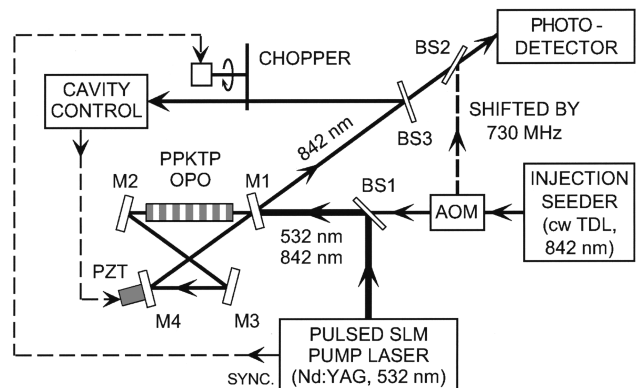 PHOTO -
DETECTOR
BS2
CHOPPER
CAVITY
CONTROL
BS3
SHIFTED BY
730 MHz
842 nm
PPKTP
OPO
M2
M1
BS1
AOM
INJECTION
SEEDER
(cw TDL,
842 nm)
532 nm
842 nm
PZT
M4
M3
PULSED SLM
PUMP LASER
(Nd:YAG, 532 nm)
SYNC.